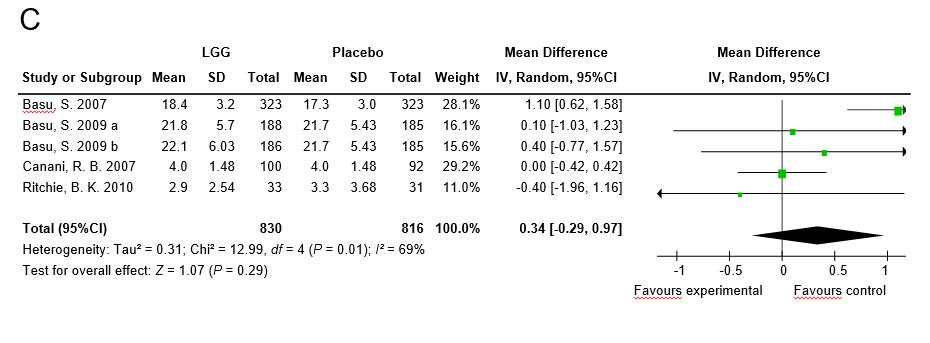 C
LGG Placebo Mean Difference Mean Difference
Study or Subgroup Mean SD Total Mean SD Total Weight IV, Random, 95%CI IV, Random, 95%CI
Basu, S. 2007 18.4 3.2 323 17.3 3.0 323 28.1% 1.10 [0.62, 1.58]
Basu, S. 2009 a 21.8 5.7 188 21.7 5.43 185 16.1% 0.10 [-1.03, 1.23]
Basu, S. 2009 b 22.1 6.03 186 21.7 5.43 185 15.6% 0.40 [-0.77, 1.57]
Canani, R. B. 2007 4.0 1.48 100 4.0 1.48 92 29.2% 0.00 [-0.42, 0.42]
Ritchie, B. K. 2010 2.9 2.54 33 3.3 3.68 31 11.0% -0.40 [-1.96, 1.16]
Total (95%CI) 830 816 100.0% 0.34 [-0.29, 0.97]
Heterogeneity: Tau² = 0.31; Chi² = 12.99, df = 4 (P = 0.01); I² = 69%
Test for overall effect: Z = 1.07 (P = 0.29)
-1 -0.5 0 0.5 1
Favours experimental Favours control